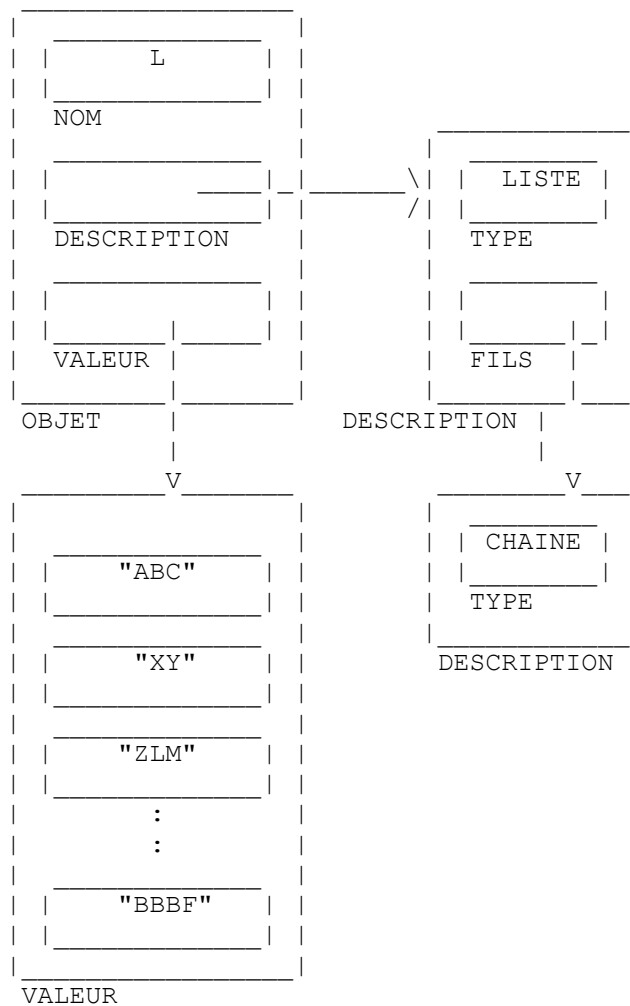 L
NOM
LISTE
DESCRIPTION TYPE
VALEUR FILS
OBJET DESCRIPTION
V V
CHAINE
"ABC"
TYPE
"XY" DESCRIPTION
"ZLM"
:
:
"BBBF"
VALEUR